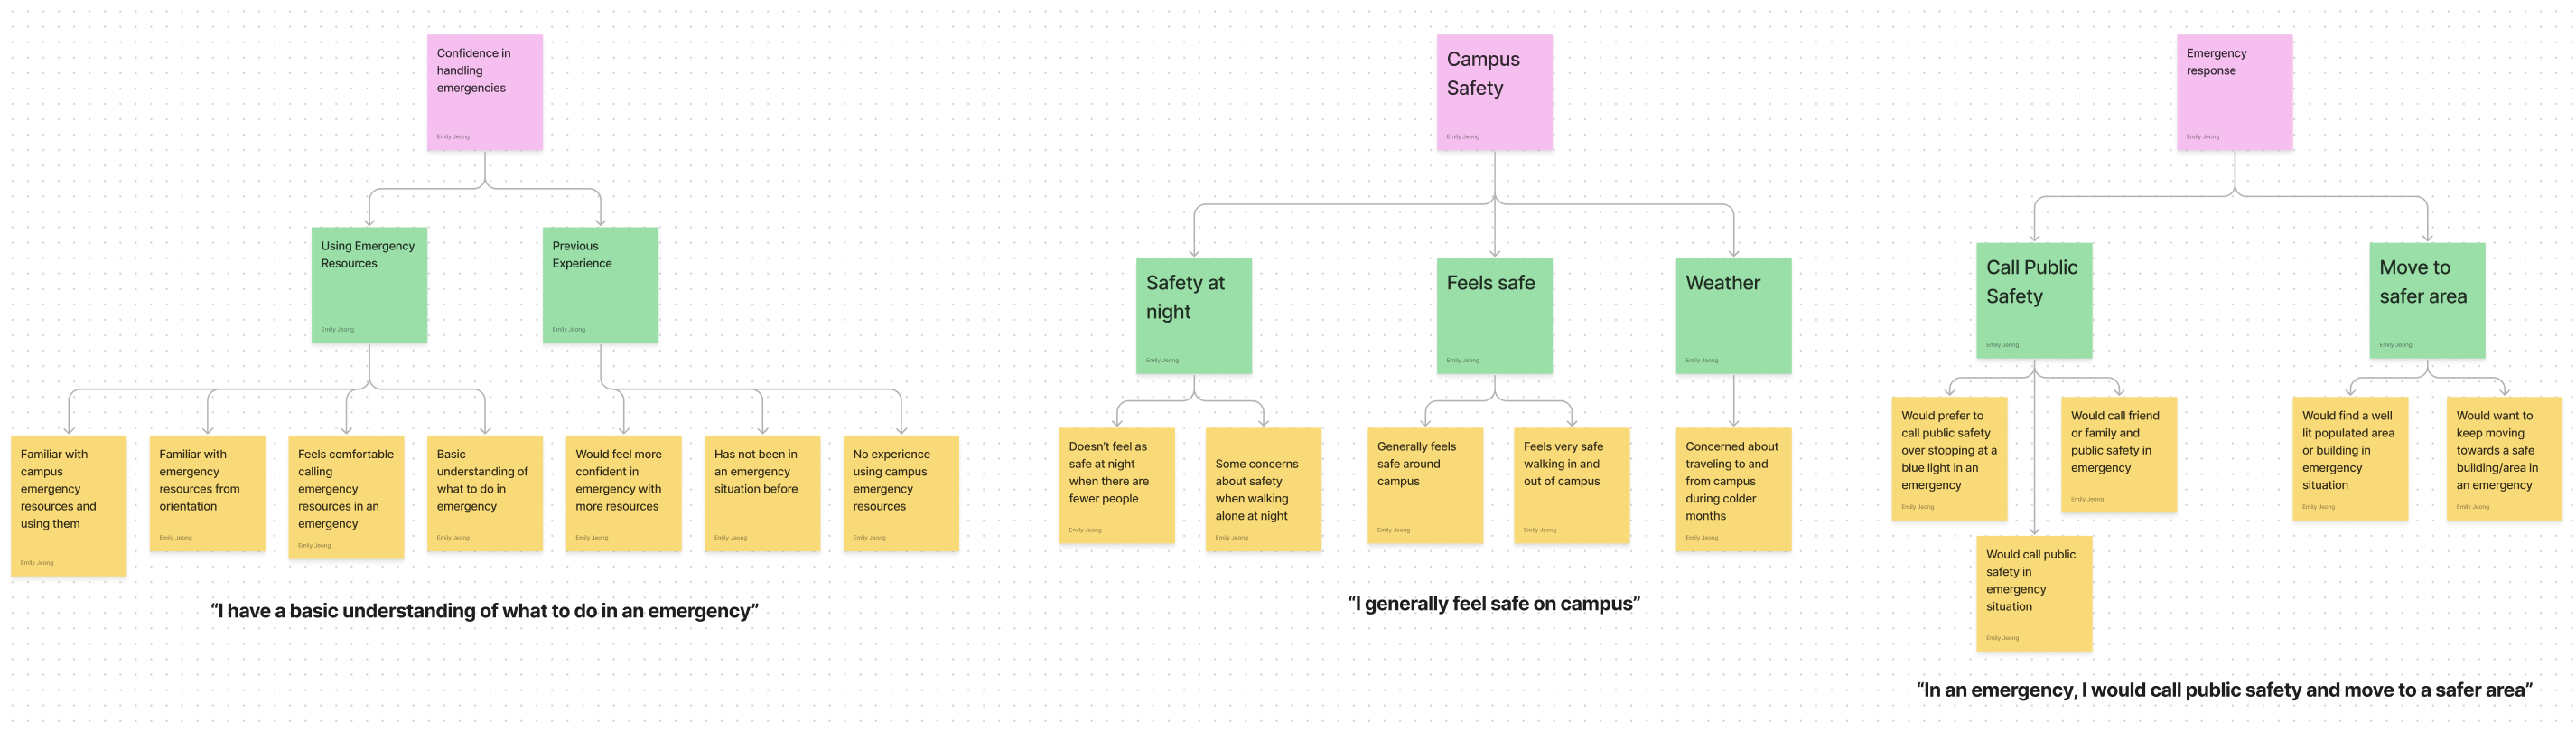 Confidence in
handling
emergencies
Emily Jeong
Using Emergency
Resources
Emily Jeong
Previous
Experience
Emily Jeong
Familiar with
campus
emergency
resources and
using them
Emily Jeong
Familiar with
emergency
resources from
orientation
Emily Jeong
Feels comfortable
calling
emergency
resources in an
emergency
Emily Jeong
Basic
understanding of
what to do in
emergency
Emily Jeong
Would feel more
confident in
emergency with
more resources
Emily Jeong
Has not been in
an emergency
situation before
Emily Jeong
No experience
using campus
emergency
resources
Emily Jeong
“I have a basic understanding of what to do in an emergency”
Campus
Safety
Emily Jeong
Safety at
night
Emily Jeong
Feels safe
Emily Jeong
Weather
Emily Jeong
Doesn’t feel as
safe at night
when there are
fewer people
Emily Jeong
Some concerns
about safety
when walking
alone at night
Emily Jeong
Generally feels
safe around
campus
Emily Jeong
Feels very safe
walking in and
out of campus
Emily Jeong
Concerned about
traveling to and
from campus
during colder
months
Emily Jeong
“I generally feel safe on campus”
Emergency
response
Emily Jeong
Call Public
Safety
Emily Jeong
Move to
safer area
Emily Jeong
Would prefer to
call public safety
over stopping at a
blue light in an
emergency
Emily Jeong
Would call friend
or family and
public safety in
emergency
Emily Jeong
Would call public
safety in
emergency
situation
Emily Jeong
Would find a well
lit populated area
or building in
emergency
situation
Emily Jeong
Would want to
keep moving
towards a safe
building/area in
an emergency
Emily Jeong
“In an emergency, I would call public safety and move to a safer area”